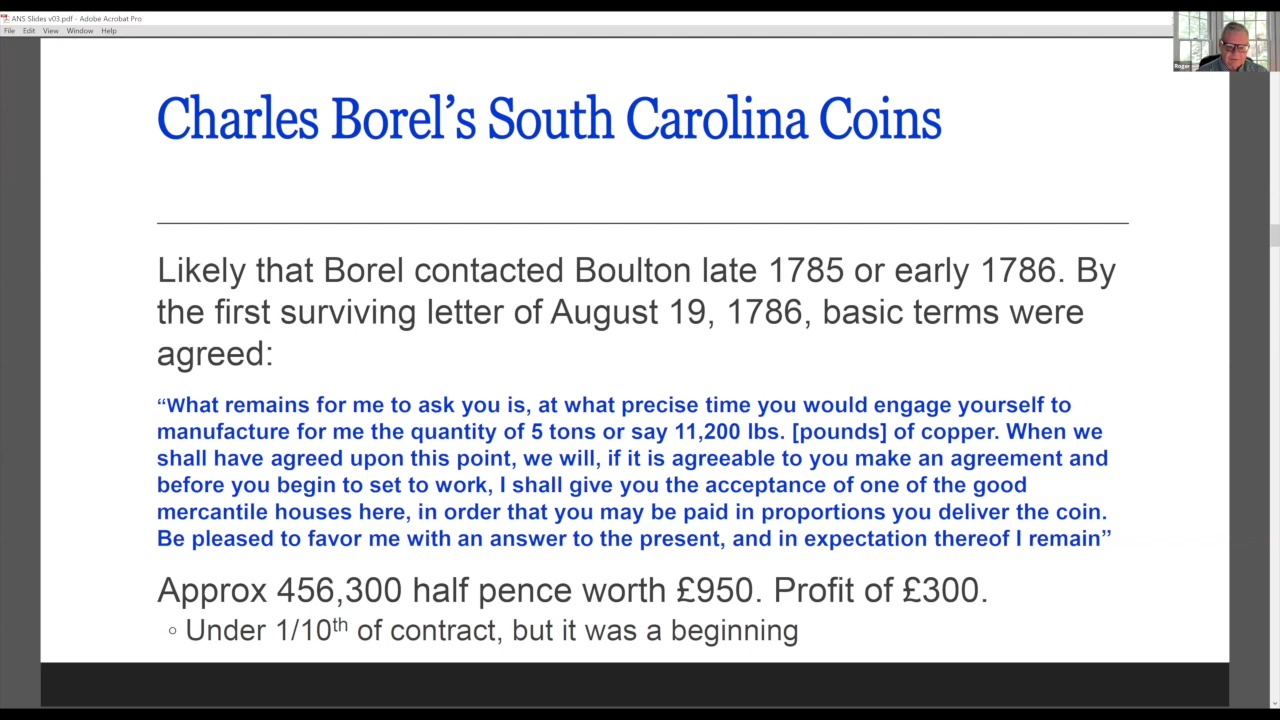 ANS Slides v03.pdf - Adobe Acrobat Pro
File Edit View Window Help
Roger
Charles Borel's South Carolina Coins
Likely that Borel contacted Boulton late 1785 or early 1786. By
the first surviving letter of August 19, 1786, basic terms were
agreed:
“What remains for me to ask you is, at what precise time you would engage yourself to
manufacture for me the quantity of 5 tons or say 11,200 lbs. [pounds] of copper. When we
shall have agreed upon this point, we will, if it is agreeable to you make an agreement and
before you begin to set to work, I shall give you the acceptance of one of the good
mercantile houses here, in order that you may be paid in proportions you deliver the coin.
Be pleased to favor me with an answer to the present, and in expectation thereof I remain”
Approx 456,300 half pence worth £950. Profit of £300.
○ Under 1/10th of contract, but it was a beginning